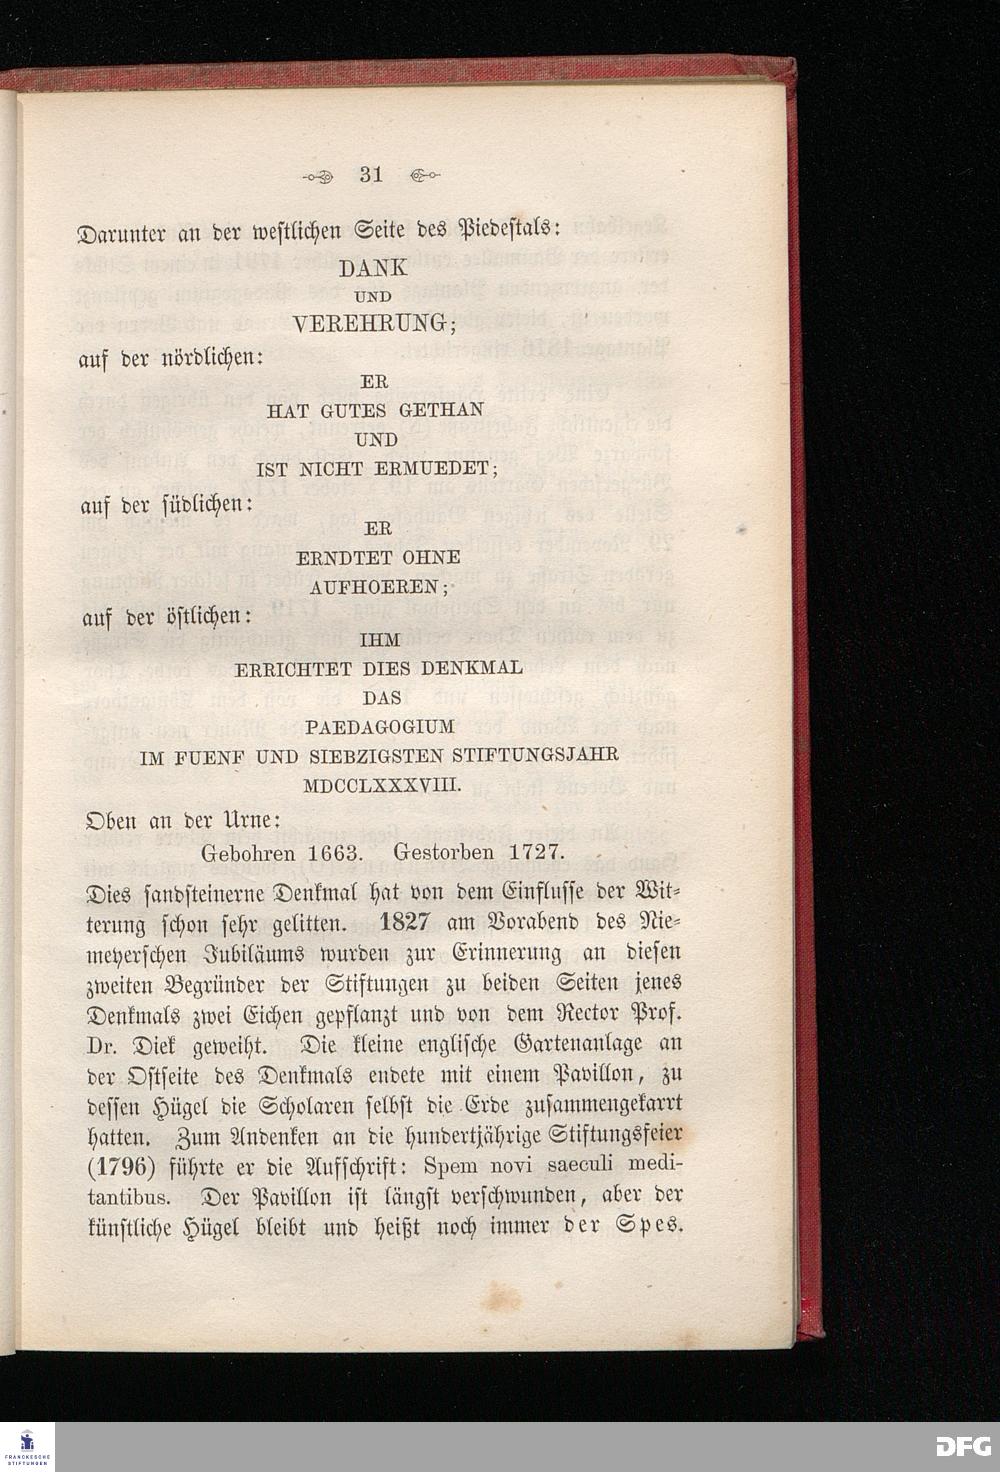 31
Darunter an der westlichen Seite des Piedestals:
DANK
UND
VEREHRUNG;
auf der nördlichen:
ER
HAT GUTES GETHAN
UND
IST NICHT ERMUEDET;
auf der südlichen:
ER
ERNDTET OHNE
AUFHOEREN;
auf der östlichen:
IHM
ERRICHTET DIES DENKMAL
DAS
PAEDAGOGIUM
IM FUENF UND SIEBZIGSTEN STIFTUNGSJAHR
MDCCLXXXVIII.
Oben an der Urne:
Gebohren 1663. Gestorben 1727.
Dies sandsteinerne Denkmal hat von dem Einflusse der Wit-
terung schon sehr gelitten. 1827 am Vorabend des Nie-
meyerschen Jubiläums wurden zur Erinnerung an diesen
zweiten Begründer der Stiftungen zu beiden Seiten jenes
Denkmals zwei Eichen gepflanzt und von dem Rector Prof.
Dr. Diek geweiht. Die kleine englische Gartenanlage an
der Ostseite des Denkmals endete mit einem Pavillon, zu
dessen Hügel die Scholaren selbst die Erde zusammengekarrt
hatten. Zum Andenken an die hundertjährige Stiftungsfeier
(1796) führte er die Aufschrift: Spem novi saeculi medi-
tantibus. Der Pavillon ist längst verschwunden, aber der
künstliche Hügel bleibt und heißt noch immer der Spes.
FRANCKESCHE
STIFTUNGEN
DFG